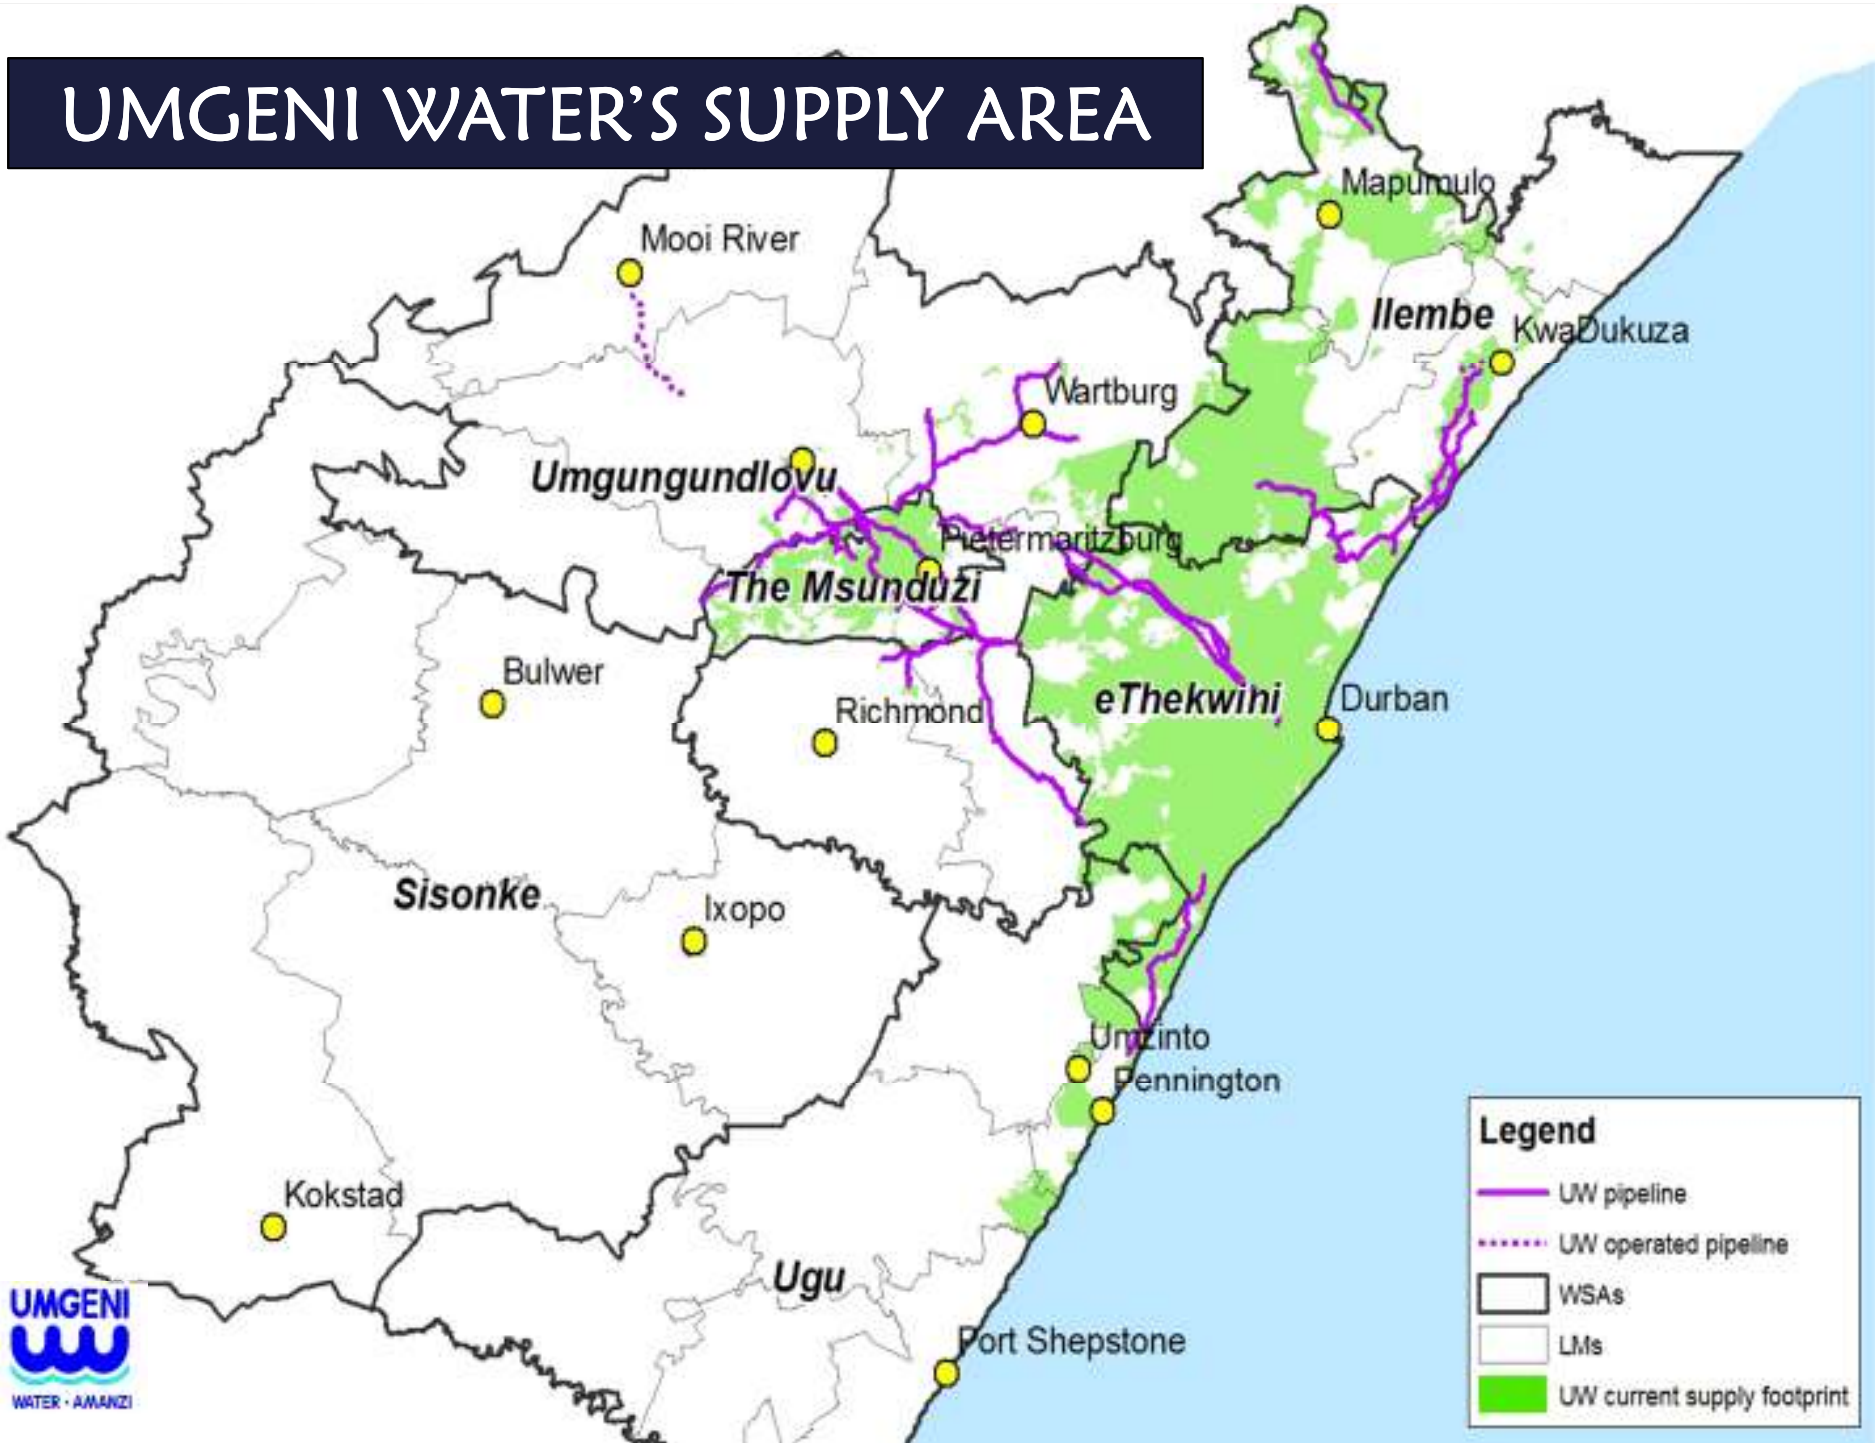 UMGENI WATER'S SUPPLY AREA
Mapumulo
Mooi River
Ilembe
KwaDukuza
Wartburg
Umgungundlovu
Pietermaritzburg
The Msunduzi
Bulwer
eThekwini
Durban
Richmond
Sisonke
Ixopo
Umzinto
Pennington
Kokstad
Ugu
Port Shepstone
Legend
UW pipeline
UW operated pipeline
WSAs
LMs
UW current supply footprint
UMGENI
WATER · AMANZI